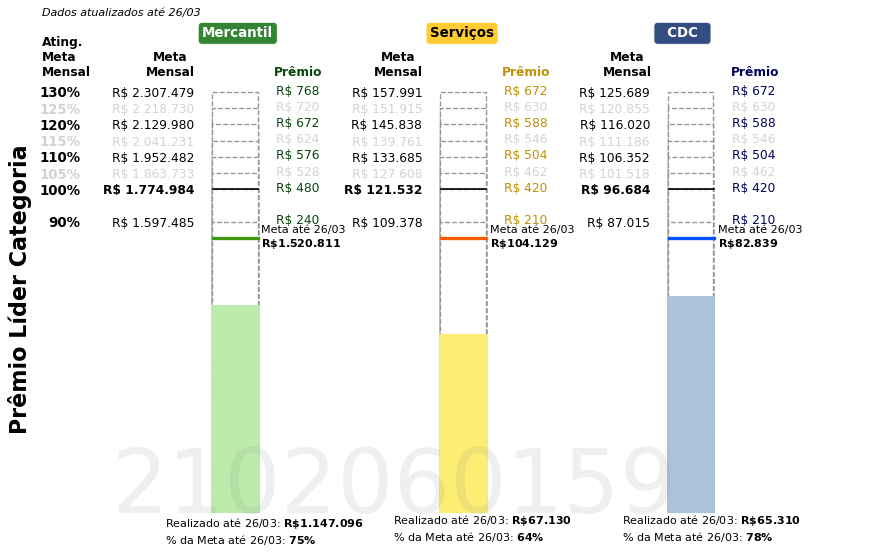 Dados atualizados até 26/03
Mercantil Serviços CDC
Ating.
Meta Meta Meta Meta
Mensal Mensal Prêmio Mensal Prêmio Mensal Prêmio
130% R$ 2.307.479 R$ 768 R$ 157.991 R$ 672 R$ 125.689 R$ 672
125% R$ 2.218.730 R$ 720 R$ 151.915 R$ 630 R$ 120.855 R$ 630
120% R$ 2.129.980 R$ 672 R$ 145.838 R$ 588 R$ 116.020 R$ 588
115% R$ 2.041.231 R$ 624 R$ 139.761 R$ 546 R$ 111.186 R$ 546
110% R$ 1.952.482 R$ 576 R$ 133.685 R$ 504 R$ 106.352 R$ 504
105% R$ 1.863.733 R$ 528 R$ 127.608 R$ 462 R$ 101.518 R$ 462
100% R$ 1.774.984 R$ 480 R$ 121.532 R$ 420 R$ 96.684 R$ 420
90% R$ 1.597.485 R$ 240 R$ 109.378 R$ 210 R$ 87.015 R$ 210
Meta até 26/03 Meta até 26/03 Meta até 26/03
R$1.520.811 R$104.129 R$82.839
Prêmio Líder Categoria
2102060159
Realizado até 26/03: R$1.147.096 Realizado até 26/03: R$67.130 Realizado até 26/03: R$65.310
% da Meta até 26/03: 75% % da Meta até 26/03: 64% % da Meta até 26/03: 78%